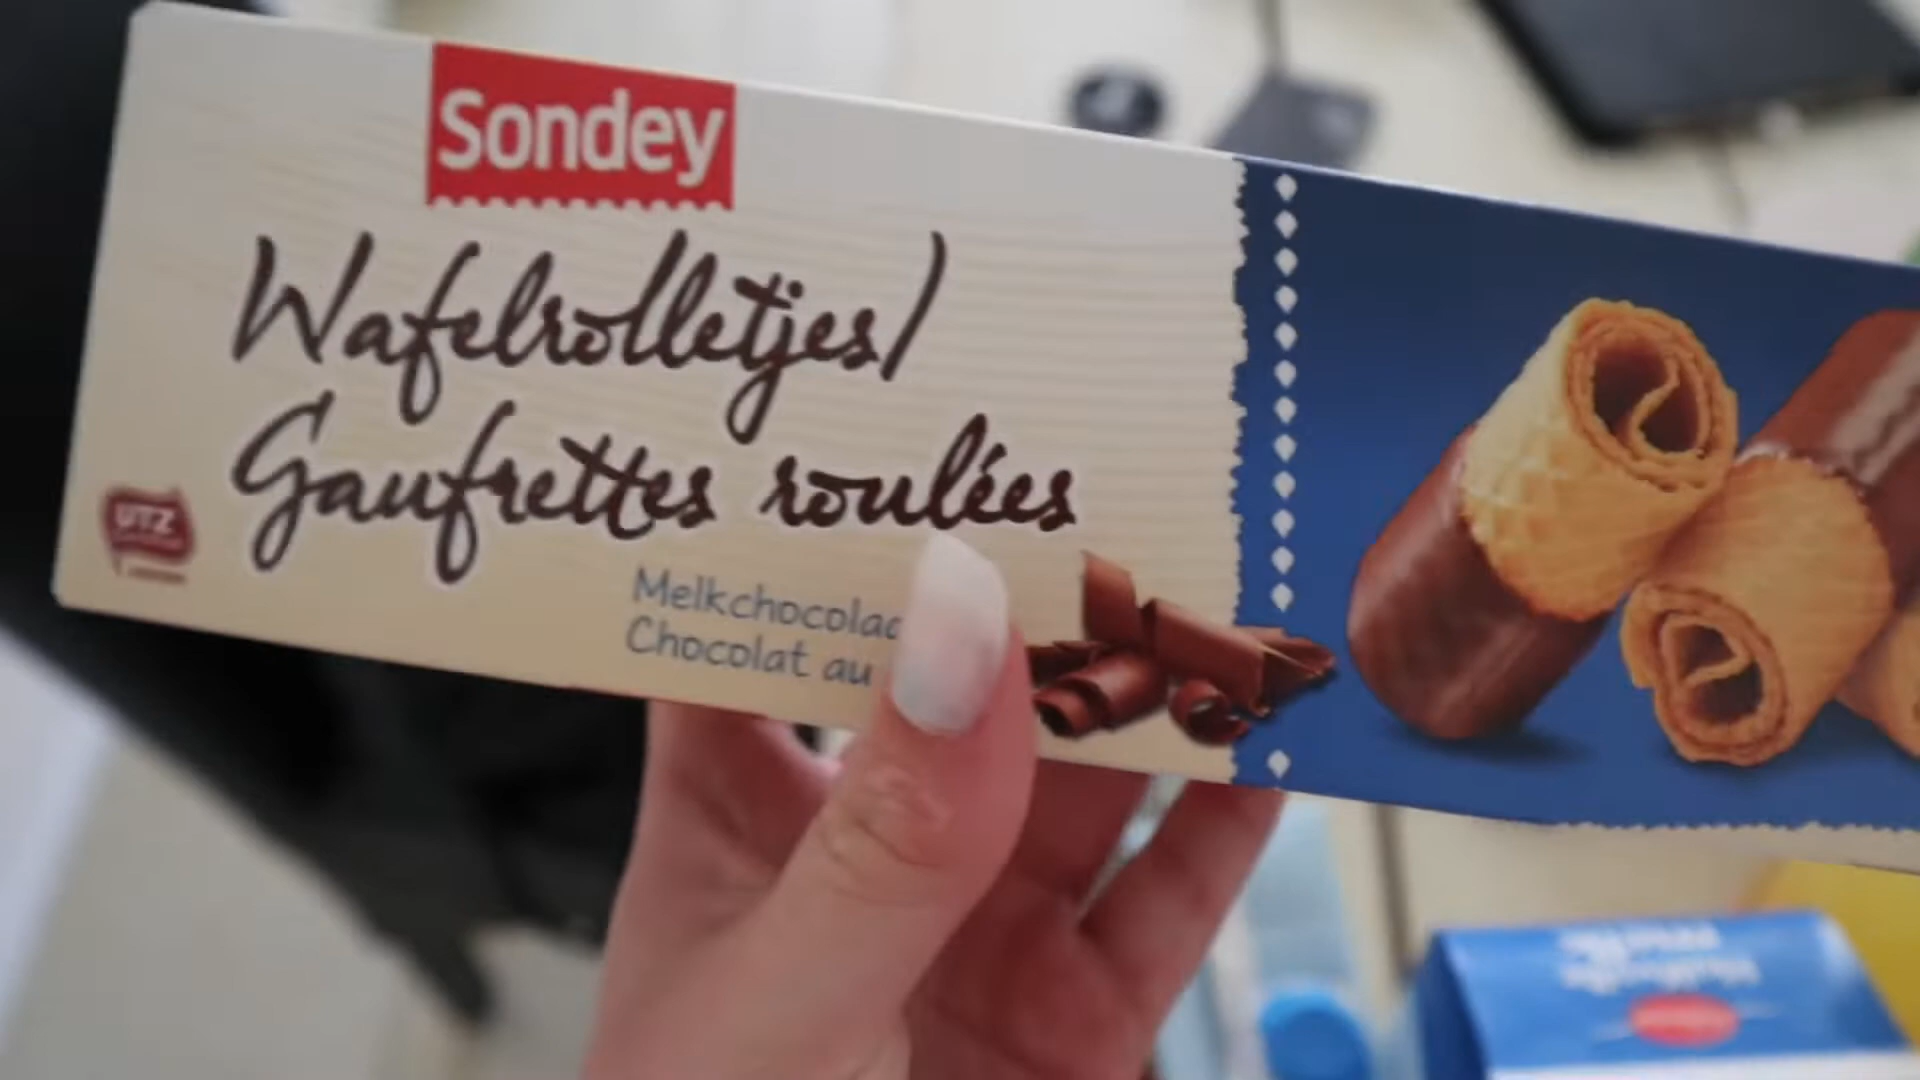 Sondey
Wafelrolletjes/
Gaufrettes roulées
UTZ
Melkchocolad
Chocolat au